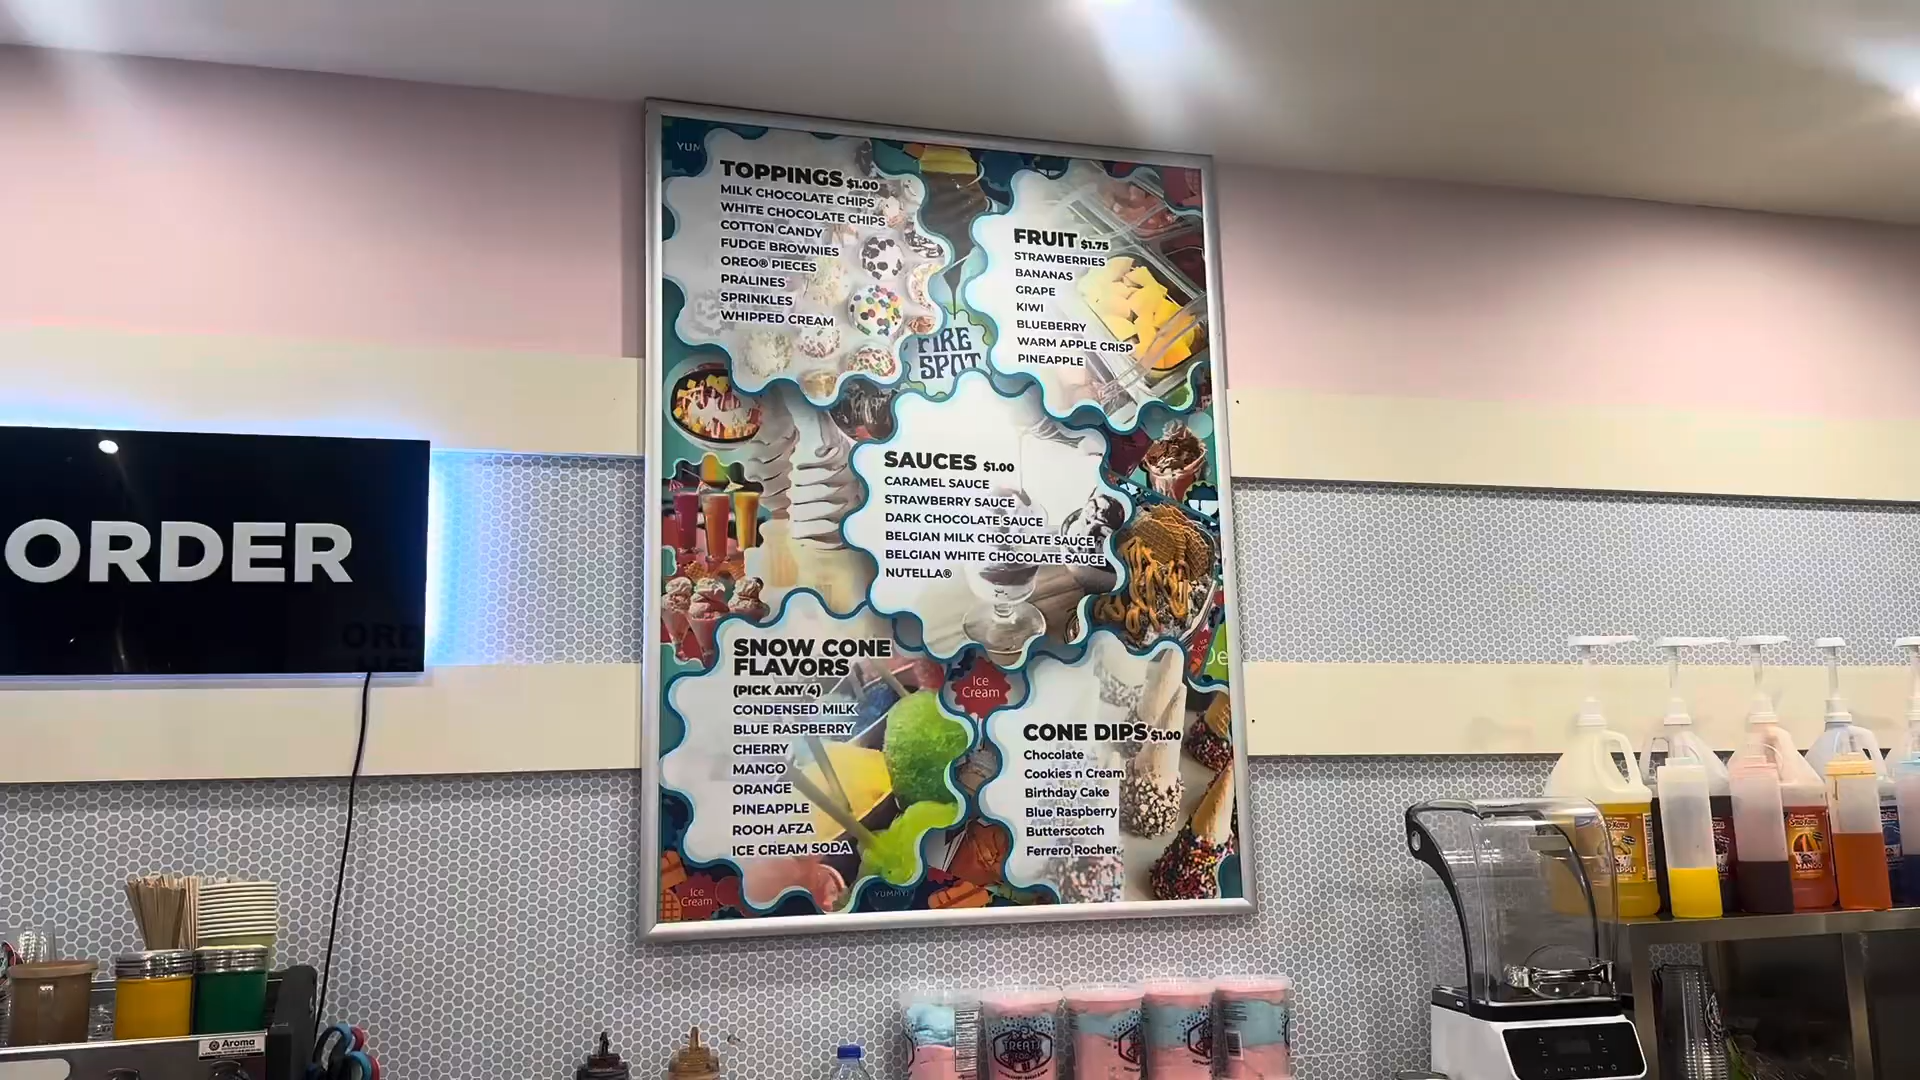 ORDER
YUM
TOPPINGS $1.00
MILK CHOCOLATE CHIPS
WHITE CHOCOLATE CHIPS
COTTON CANDY
FUDGE BROWNIES
OREO® PIECES
PRALINES
SPRINKLES
WHIPPED CREAM
FRUIT $1.75
STRAWBERRIES
BANANAS
GRAPE
KIWI
BLUEBERRY
WARM APPLE CRISP
PINEAPPLE
FIRE
SPOT
SAUCES $1.00
CARAMEL SAUCE
STRAWBERRY SAUCE
DARK CHOCOLATE SAUCE
BELGIAN MILK CHOCOLATE SAUCE
BELGIAN WHITE CHOCOLATE SAUCE
NUTELLA®
SNOW CONE
FLAVORS
(PICK ANY 4)
CONDENSED MILK
BLUE RASPBERRY
CHERRY
MANGO
ORANGE
PINEAPPLE
ROOH AFZA
ICE CREAM SODA
Ice
Cream
CONE DIPS $1.00
Chocolate
Cookies n Cream
Birthday Cake
Blue Raspberry
Butterscotch
Ferrero Rocher
Ice
Cream
YUMMY!
MANGO
Aroma
TREATS